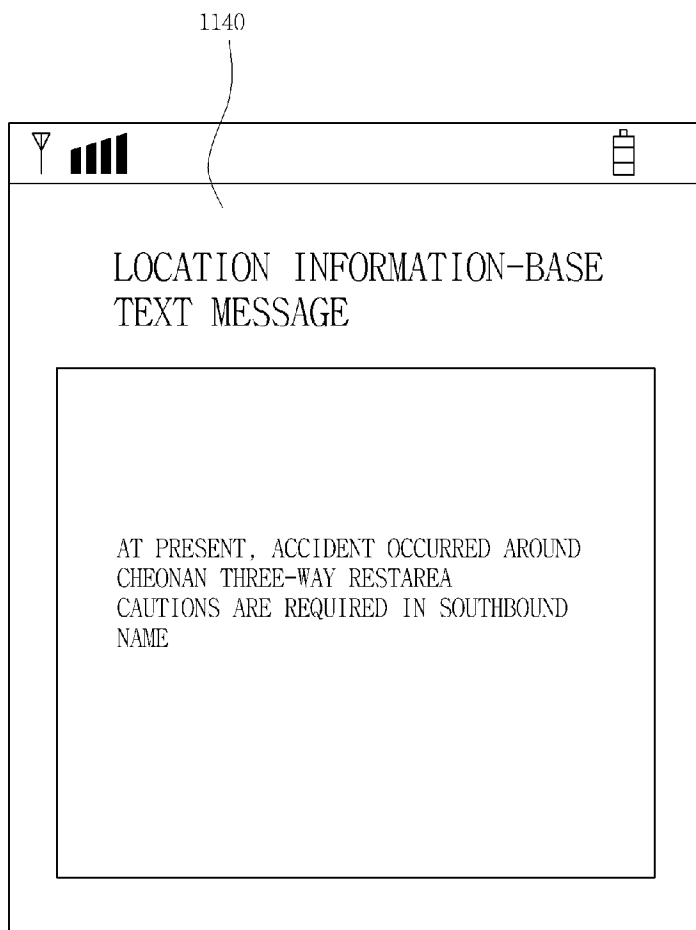 1140
LOCATION INFORMATION-BASE
TEXT MESSAGE
AT PRESENT, ACCIDENT OCCURRED AROUND
CHEONAN THREE-WAY RESTAREA
CAUTIONS ARE REQUIRED IN SOUTHBOUND
NAME